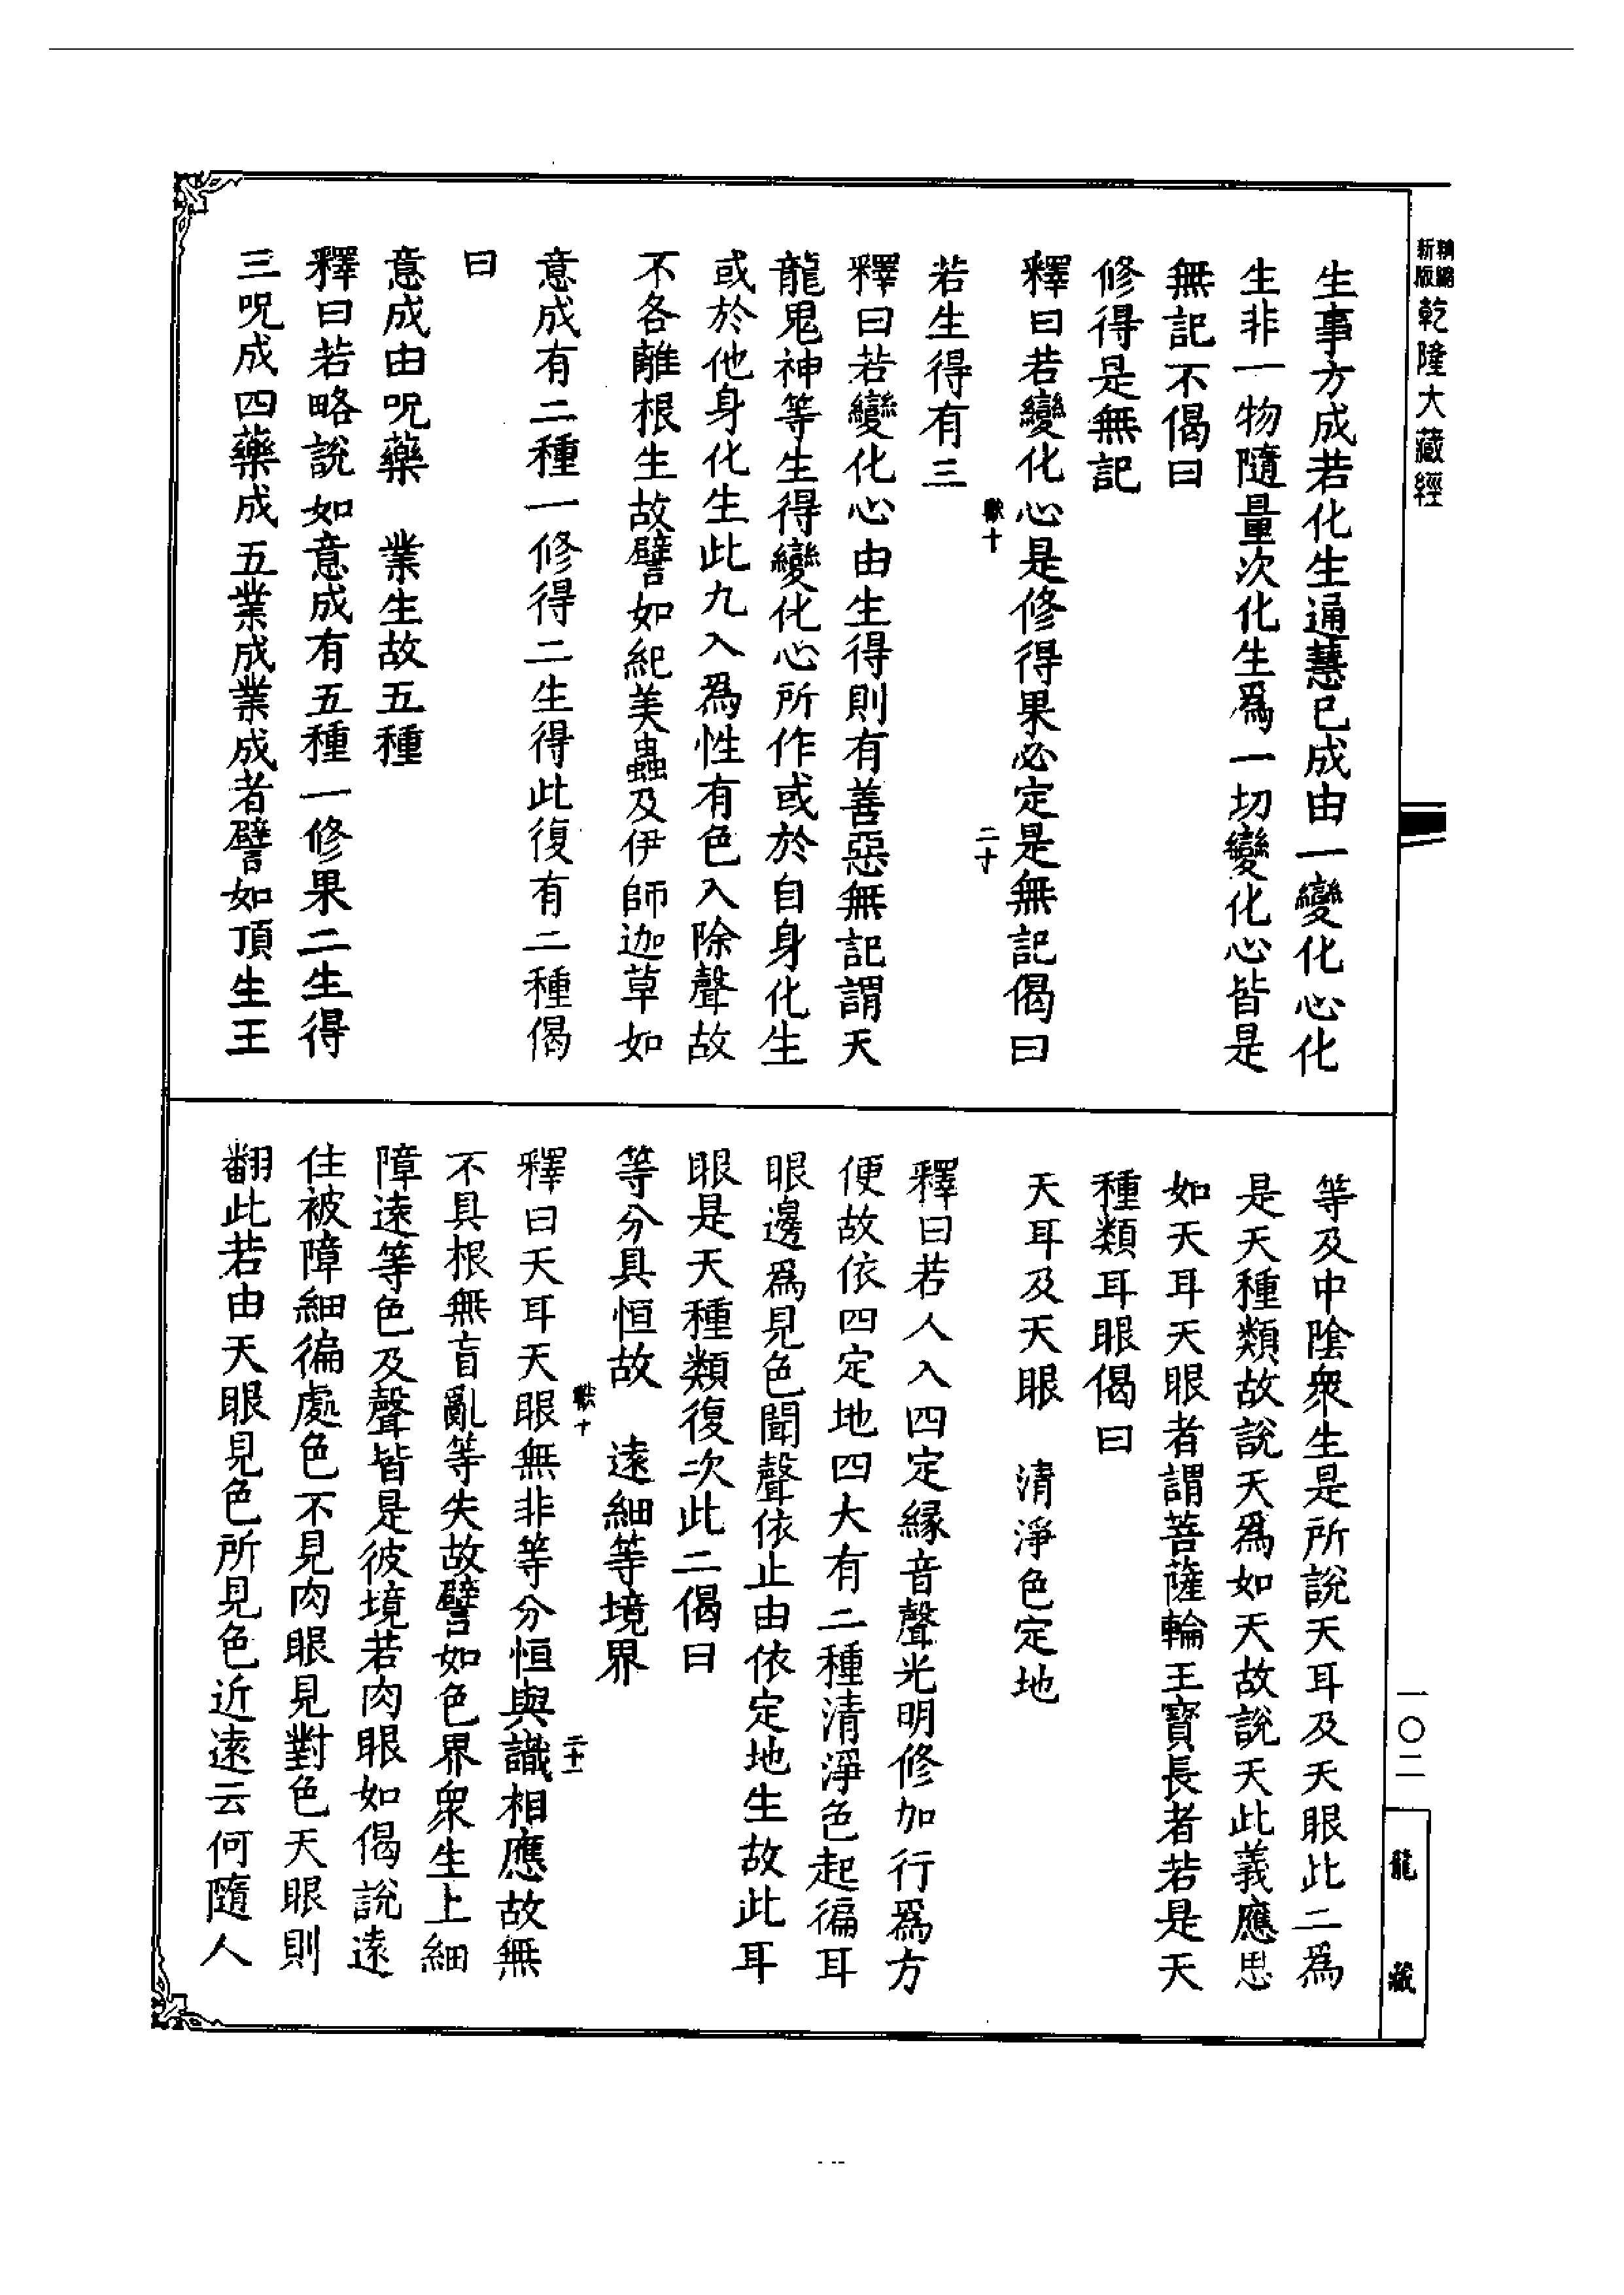 精縮
新版
乾隆大藏經
生事方成若化生通慧已成由一變化心化
生非一物隨量次化生爲一切變化心皆是
無記不偈曰
修得是無記
釋曰若變化心是修得果必定是無記偈曰
二十
若生得有三
釋曰若變化心由生得則有善惡無記謂天
龍鬼神等生得變化心所作或於自身化生
或於他身化生此九入爲性有色入除聲故
不各離根生故譬如紀美蟲及伊師迦草如
意成有二種一修得二生得此復有二種偈
曰
意成由呪藥　業生故五種
釋曰若略說如意成有五種一修果二生得
三呪成四藥成五業成業成者譬如頂生王
等及中陰衆生是所說天耳及天眼此二爲
是天種類故說天爲如天故說天此義應思
如天耳天眼者謂菩薩輪王寳長者若是天
種類耳眼偈曰
天耳及天眼　清淨色定地
釋曰若人入四定縁音聲光明修加行爲方
便故依四定地四大有二種清淨色起徧耳
眼邊爲見色聞聲依止由依定地生故此耳
眼是天種類復次此二偈曰
等分具恒故　遠細等境界
二十一
釋曰天耳天眼無非等分恒與識相應故無
不具根無盲亂等失故譬如色界衆生上細
障遠等色及聲皆是彼境若肉眼如偈說遠
住被障細徧處色不見肉眼見對色天眼則
翻此若由天眼見色所見色近遠云何隨人
一〇二
龍藏